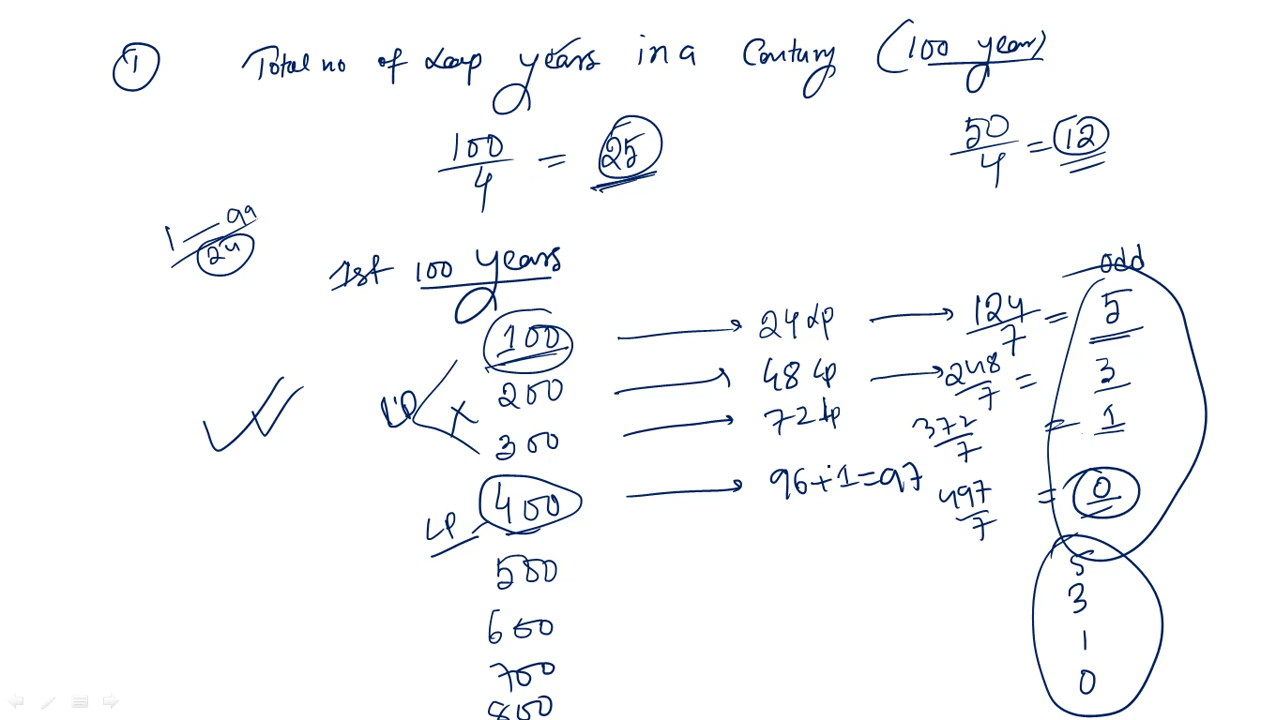 1 Total no of Leap years in a Century (100 year)
100/4 = 25
50/4 = 12
1 — 99
24
1st 100 years
odd
100 → 24 Lp → 124/7 = 5
LP x 200 → 48 Lp → 248/7 = 3
300 → 72 Lp 372/7 = 1
LP 400 → 96+1=97 497/7 = 0
500 5
600 3
700 1
800 0